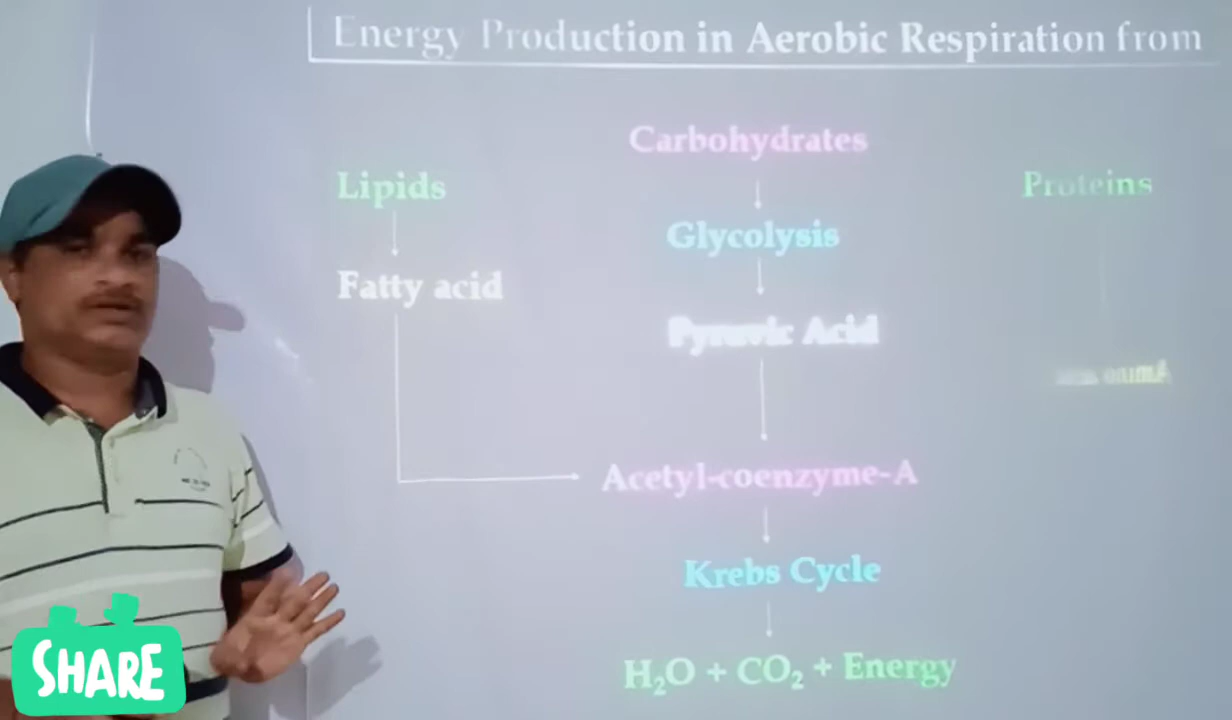 Energy Production in Aerobic Respiration from
Carbohydrates
Lipids
Proteins
Glycolysis
Fatty acid
Pyruvic Acid
Acetyl-coenzyme-A
Krebs Cycle
H₂O + CO₂ + Energy
SHARE